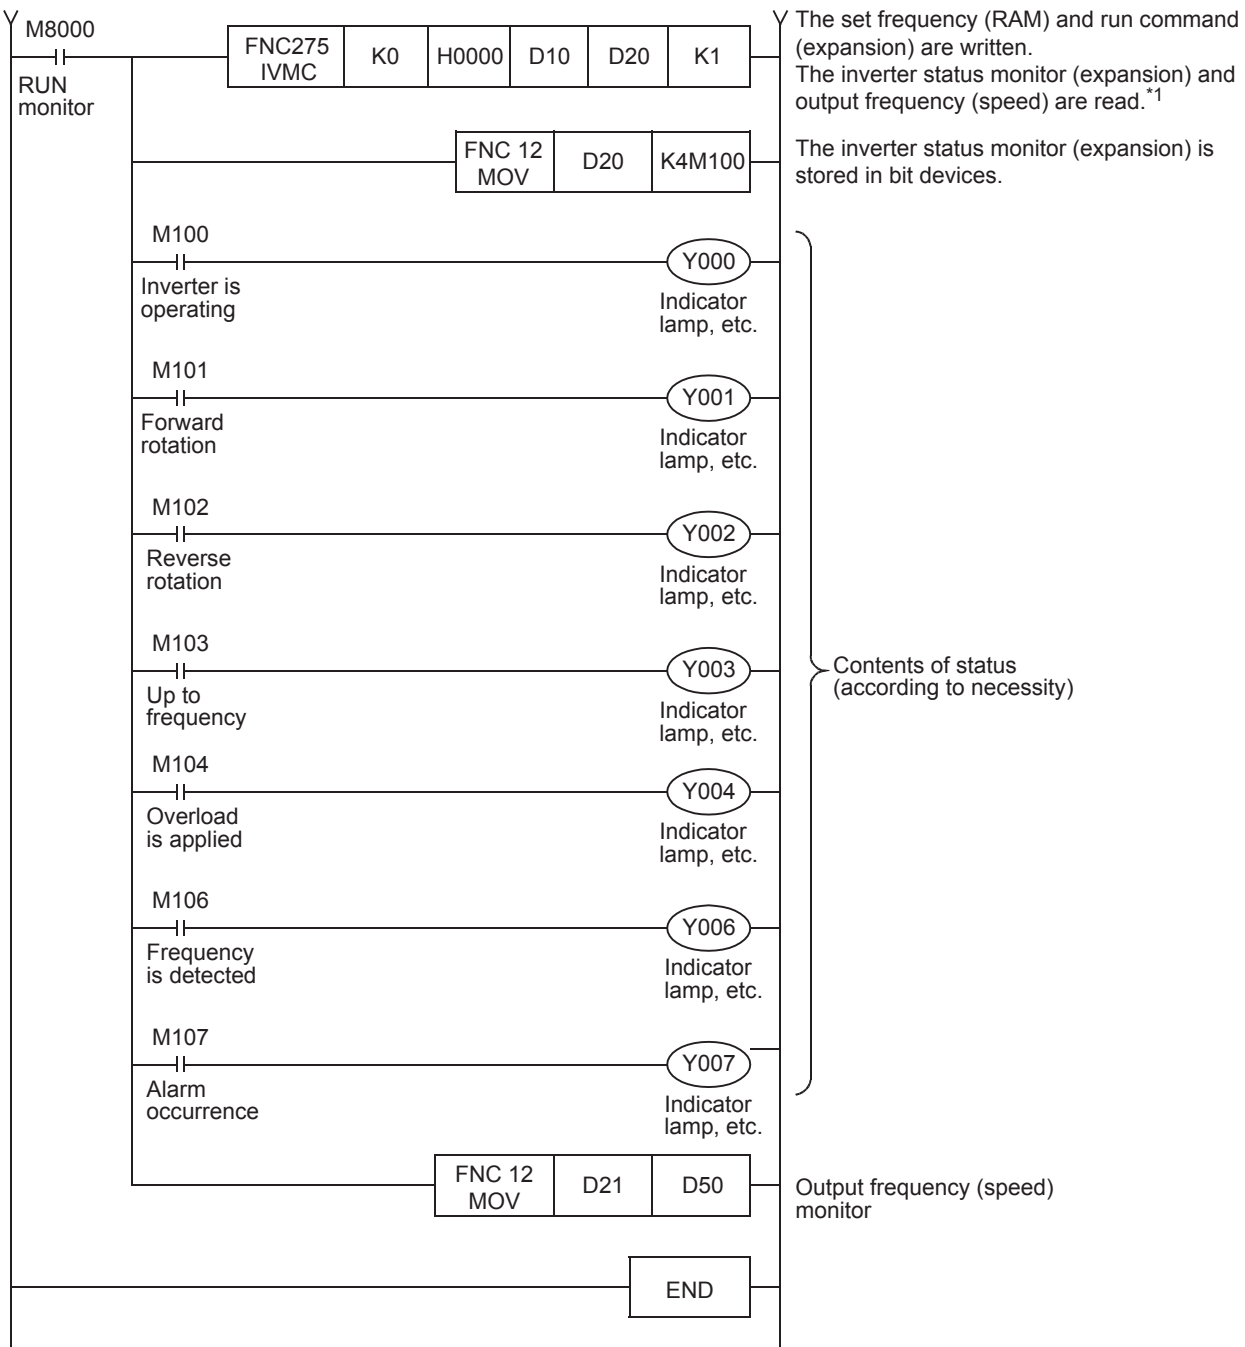 M8000
RUN
monitor
FNC275
IVMC
K0
H0000
D10
D20
K1
The set frequency (RAM) and run command
(expansion) are written.
The inverter status monitor (expansion) and
output frequency (speed) are read.*1
FNC 12
MOV
D20
K4M100
The inverter status monitor (expansion) is
stored in bit devices.
M100
Inverter is
operating
Y000
Indicator
lamp, etc.
M101
Forward
rotation
Y001
Indicator
lamp, etc.
M102
Reverse
rotation
Y002
Indicator
lamp, etc.
M103
Up to
frequency
Y003
Indicator
lamp, etc.
Contents of status
(according to necessity)
M104
Overload
is applied
Y004
Indicator
lamp, etc.
M106
Frequency
is detected
Y006
Indicator
lamp, etc.
M107
Alarm
occurrence
Y007
Indicator
lamp, etc.
FNC 12
MOV
D21
D50
Output frequency (speed)
monitor
END